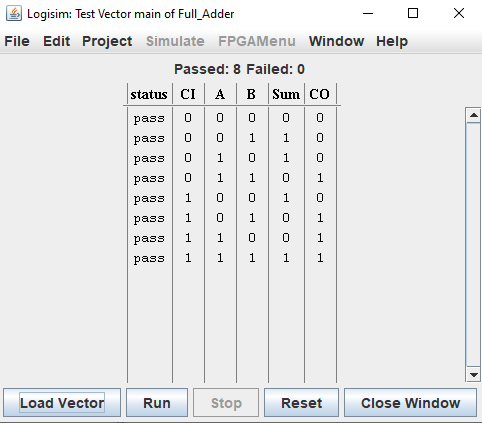 Logisim: Test Vector main of Full_Adder
File Edit Project Simulate FPGAMenu Window Help
Passed: 8 Failed: 0
status CI A B Sum CO
pass 0 0 0 0 0
pass 0 0 1 1 0
pass 0 1 0 1 0
pass 0 1 1 0 1
pass 1 0 0 1 0
pass 1 0 1 0 1
pass 1 1 0 0 1
pass 1 1 1 1 1
Load Vector Run Stop Reset Close Window